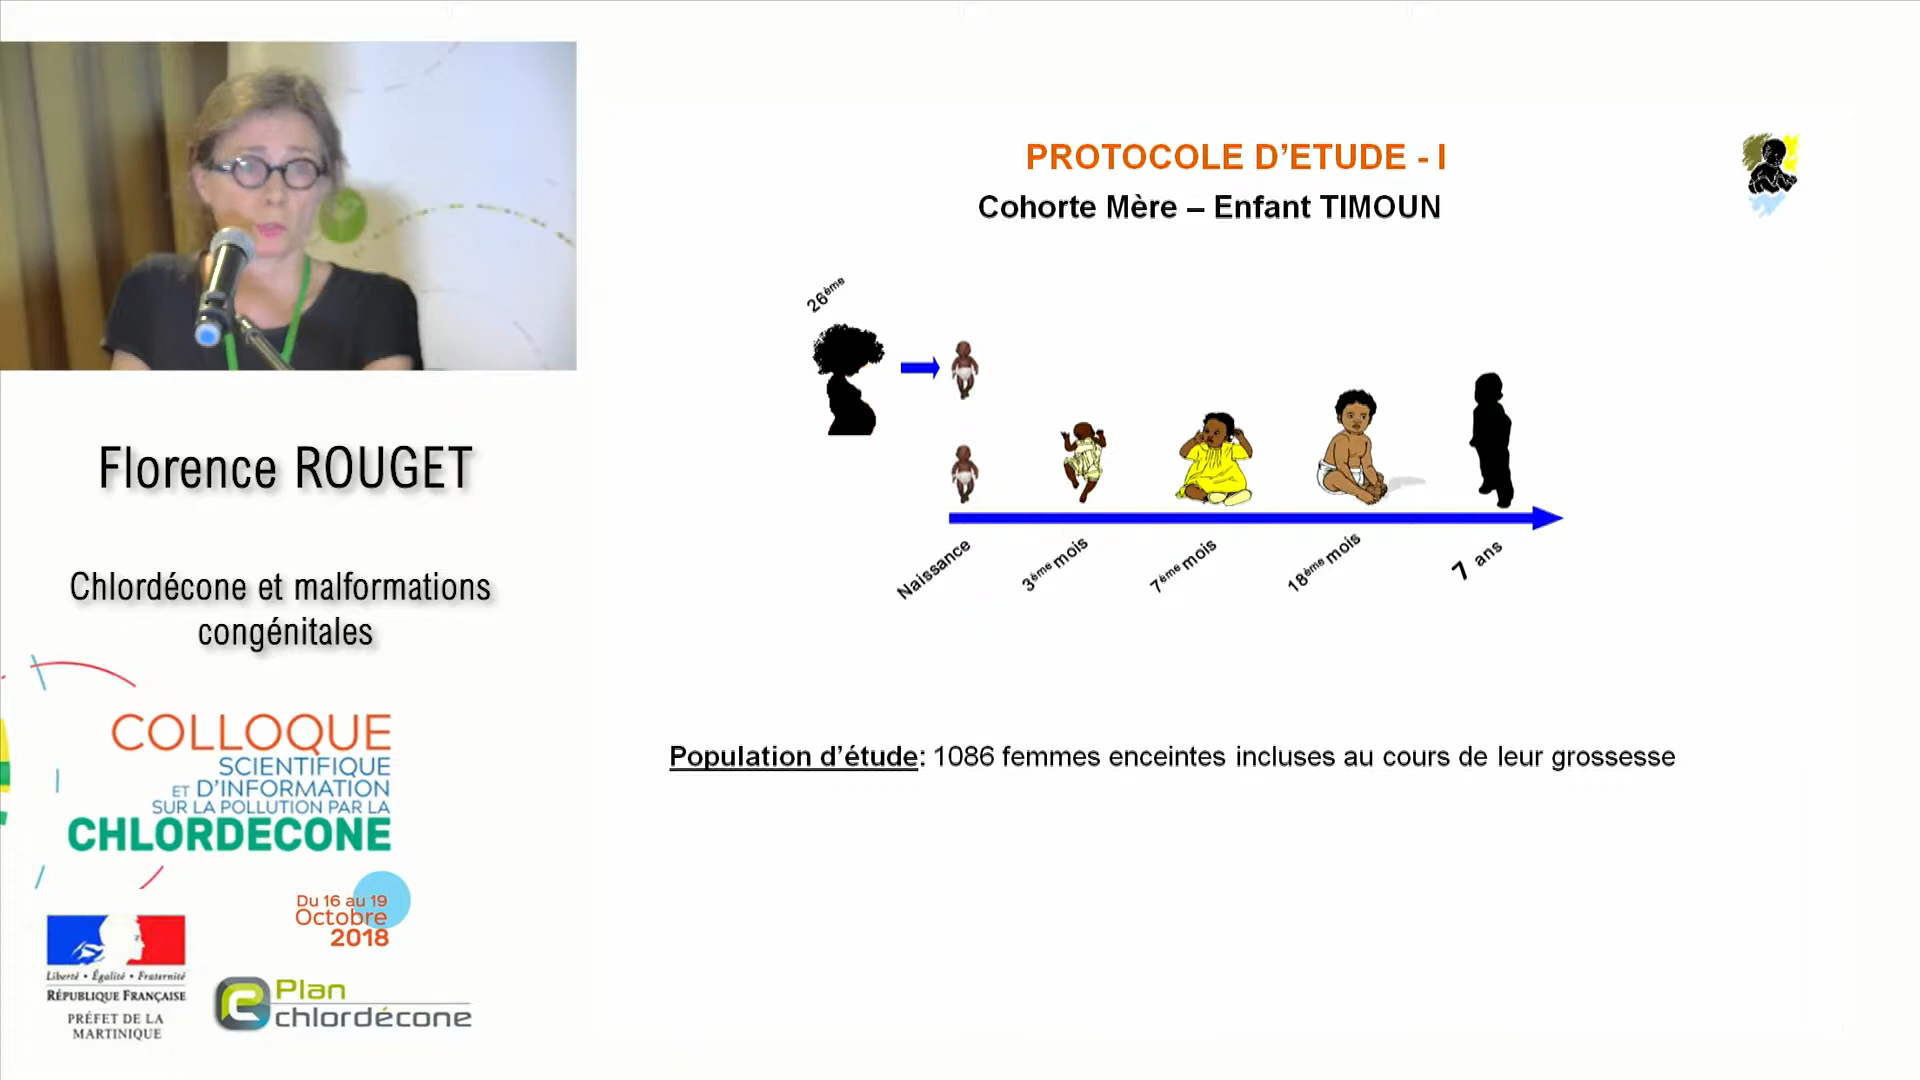 PROTOCOLE D’ETUDE - I
Cohorte Mère – Enfant TIMOUN
26ème
Naissance
3ème mois
7ème mois
18ème mois
7 ans
Population d’étude: 1086 femmes enceintes incluses au cours de leur grossesse
Florence ROUGET
Chlordécone et malformations
congénitales
COLLOQUE
SCIENTIFIQUE
ET D’INFORMATION
SUR LA POLLUTION PAR LA
CHLORDECONE
Du 16 au 19
Octobre
2018
Liberté • Égalité • Fraternité
RÉPUBLIQUE FRANÇAISE
PRÉFET DE LA
MARTINIQUE
Plan
chlordécone